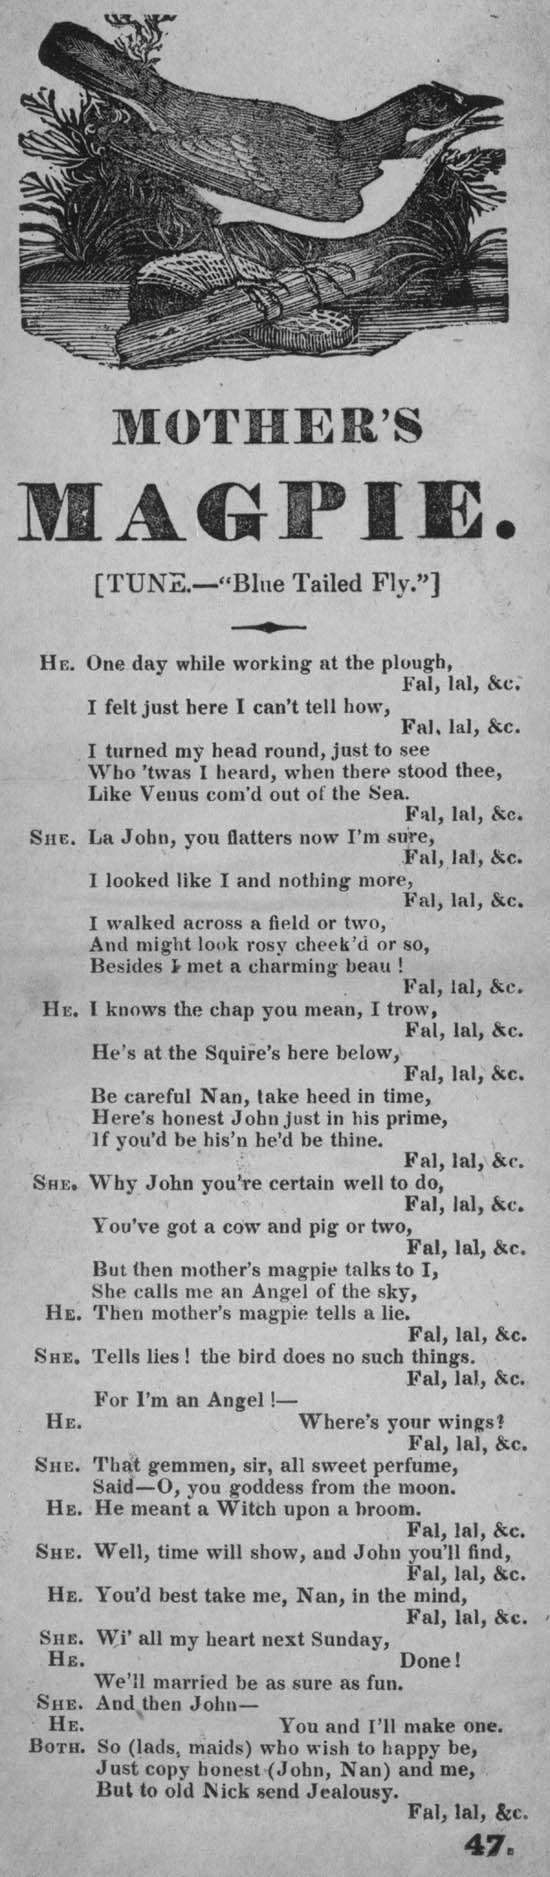 MOTHER'S
MAGPIE.
[TUNE.—"Blue Tailed Fly."]
HE. One day while working at the plough,
Fal, lal, &c.
I felt just here I can't tell how,
Fal, lal, &c.
I turned my head round, just to see
Who 'twas I heard, when there stood thee,
Like Venus com'd out of the Sea.
Fal, lal, &c.
SHE. La John, you flatters now I'm sure,
Fal, lal, &c.
I looked like I and nothing more,
Fal, lal, &c.
I walked across a field or two,
And might look rosy cheek'd or so,
Besides I met a charming beau !
Fal, lal, &c.
HE. I knows the chap you mean, I trow,
Fal, lal, &c.
He's at the Squire's here below,
Fal, lal, &c.
Be careful Nan, take heed in time,
Here's honest John just in his prime,
If you'd be his'n he'd be thine.
Fal, lal, &c.
SHE. Why John you're certain well to do,
Fal, lal, &c.
You've got a cow and pig or two,
Fal, lal, &c.
But then mother's magpie talks to I,
She calls me an Angel of the sky,
HE. Then mother's magpie tells a lie.
Fal, lal, &c.
SHE. Tells lies ! the bird does no such things.
Fal, lal, &c.
For I'm an Angel !—
HE. Where's your wings?
Fal, lal, &c.
SHE. That gemmen, sir, all sweet perfume,
Said—O, you goddess from the moon.
HE. He meant a Witch upon a broom.
Fal, lal, &c.
SHE. Well, time will show, and John you'll find,
Fal, lal, &c.
HE. You'd best take me, Nan, in the mind,
Fal, lal, &c.
SHE. Wi' all my heart next Sunday,
HE. Done !
We'll married be as sure as fun.
SHE. And then John—
HE. You and I'll make one.
BOTH. So (lads, maids) who wish to happy be,
Just copy honest (John, Nan) and me,
But to old Nick send Jealousy.
Fal, lal, &c.
47.